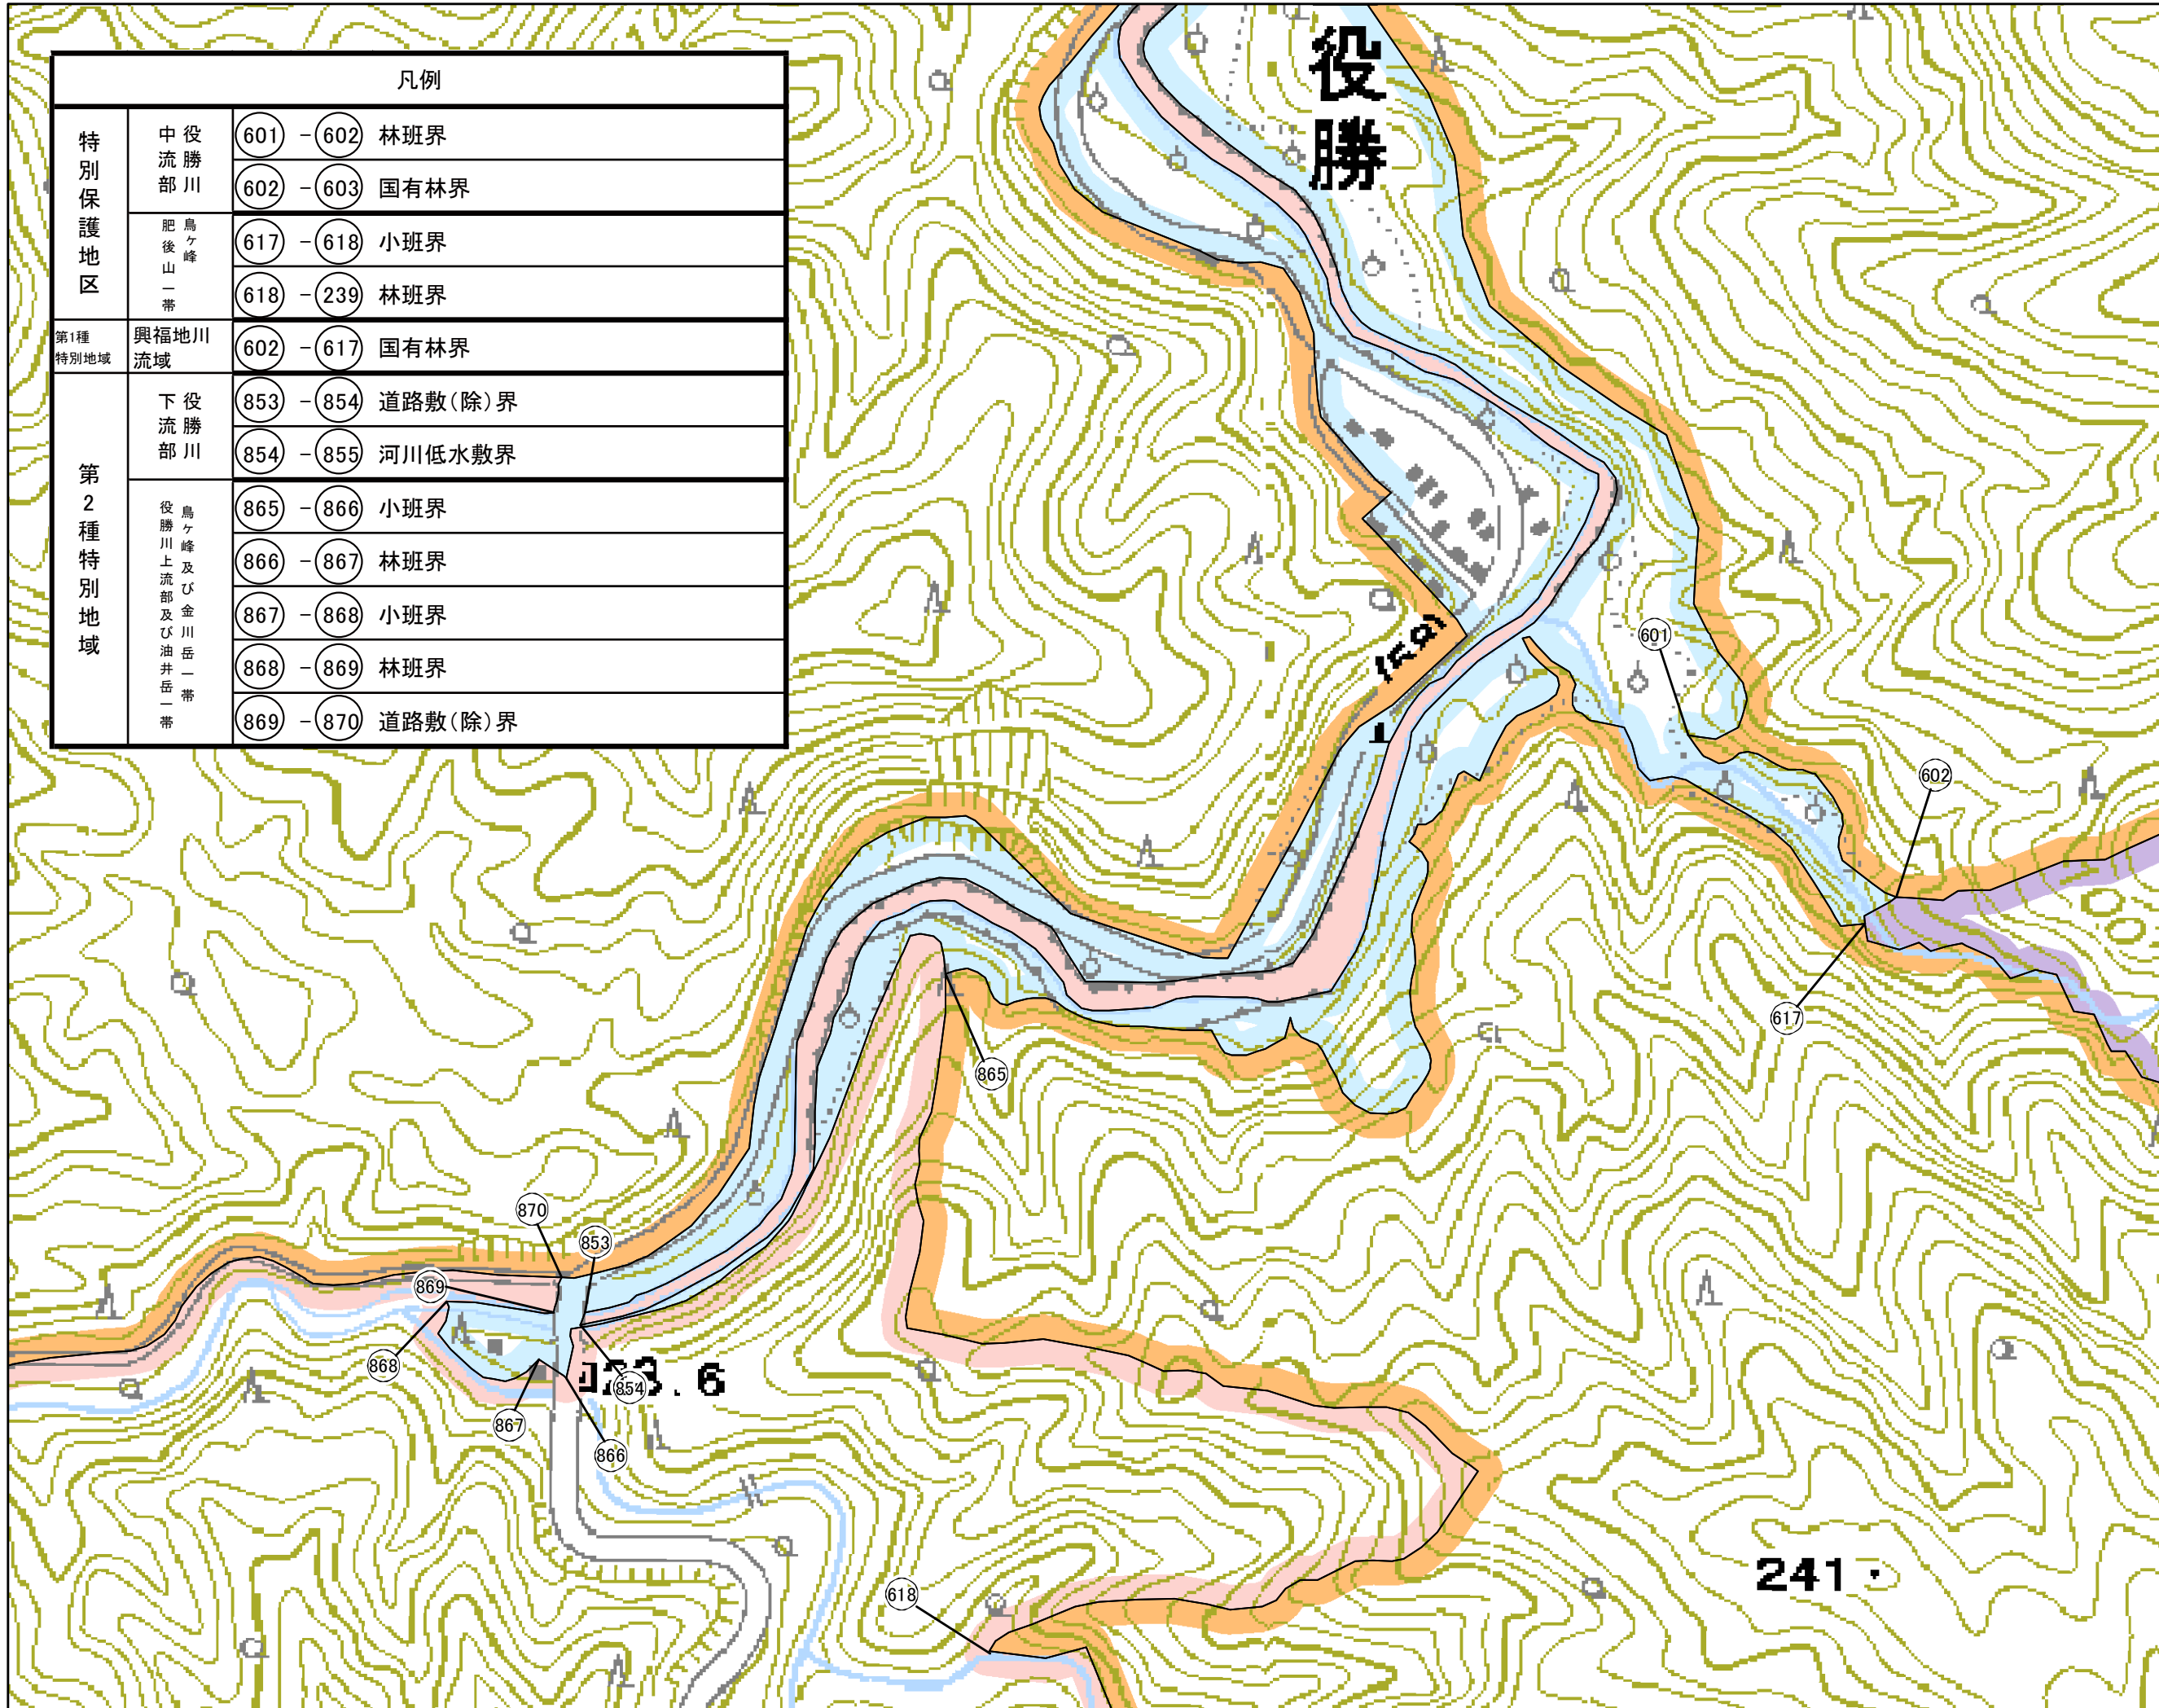 凡例
特別保護地区
役勝川中流部
601 - 602 林班界
602 - 603 国有林界
鳥ヶ峰肥後山一帯
617 - 618 小班界
618 - 239 林班界
第1種特別地域
興福地川流域
602 - 617 国有林界
第2種特別地域
役勝川下流部
853 - 854 道路敷(除)界
854 - 855 河川低水敷界
鳥ヶ峰及び金川岳一帯
役勝川上流部及び油井岳一帯
865 - 866 小班界
866 - 867 林班界
867 - 868 小班界
868 - 869 林班界
869 - 870 道路敷(除)界
役勝
601
602
617
865
870
853
869
868
854
867
866
618
241